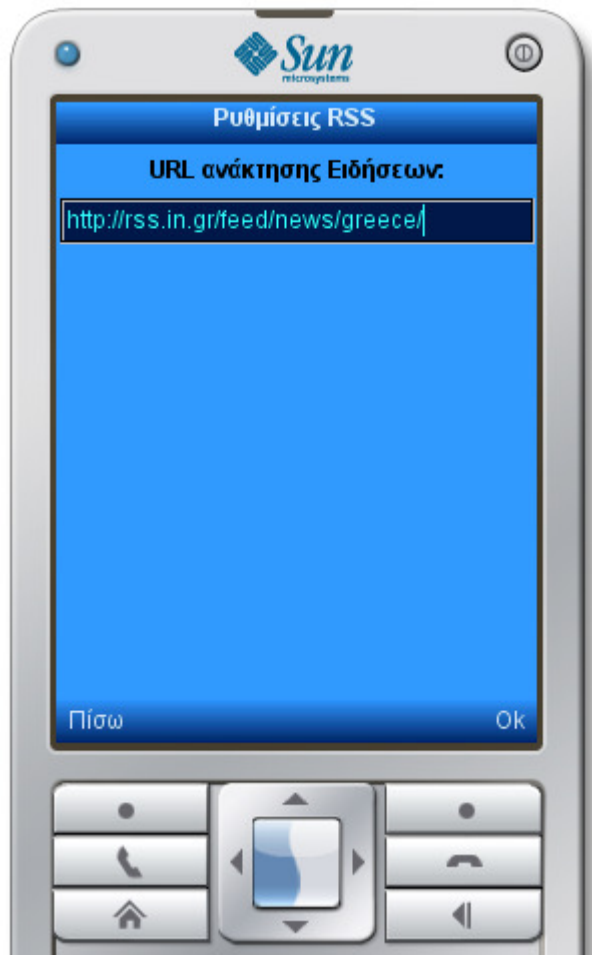 Sun
microsystems
Ρυθμίσεις RSS
URL ανάκτησης Ειδήσεων:
http://rss.in.gr/feed/news/greece/
Πίσω Ok